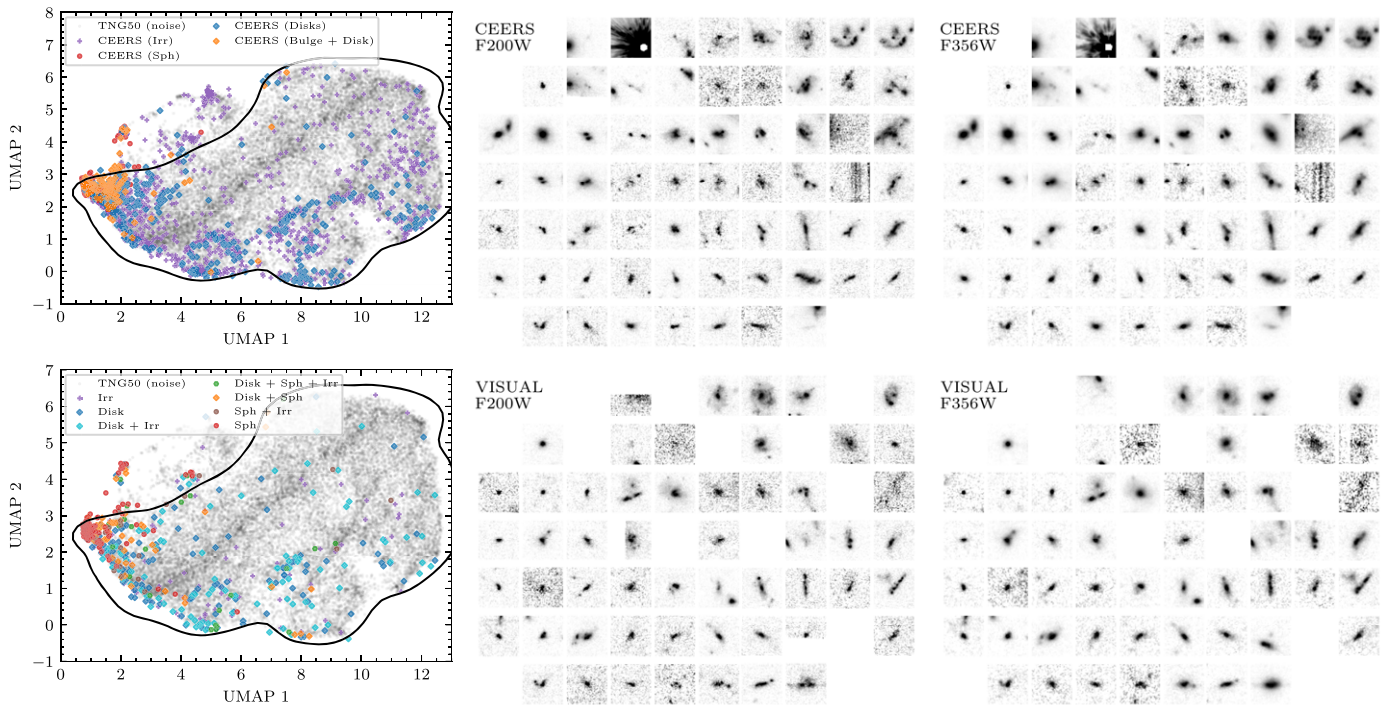 8
7
6
5
4
3
2
1
0
−1
UMAP 2
TNG50 (noise)
CEERS (Irr)
CEERS (Sph)
CEERS (Disks)
CEERS (Bulge + Disk)
0 2 4 6 8 10 12
UMAP 1
CEERS
F200W
CEERS
F356W
7
6
5
4
3
2
1
0
−1
UMAP 2
TNG50 (noise)
Irr
Disk
Disk + Irr
Disk + Sph + Irr
Disk + Sph
Sph + Irr
Sph
0 2 4 6 8 10 12
UMAP 1
VISUAL
F200W
VISUAL
F356W